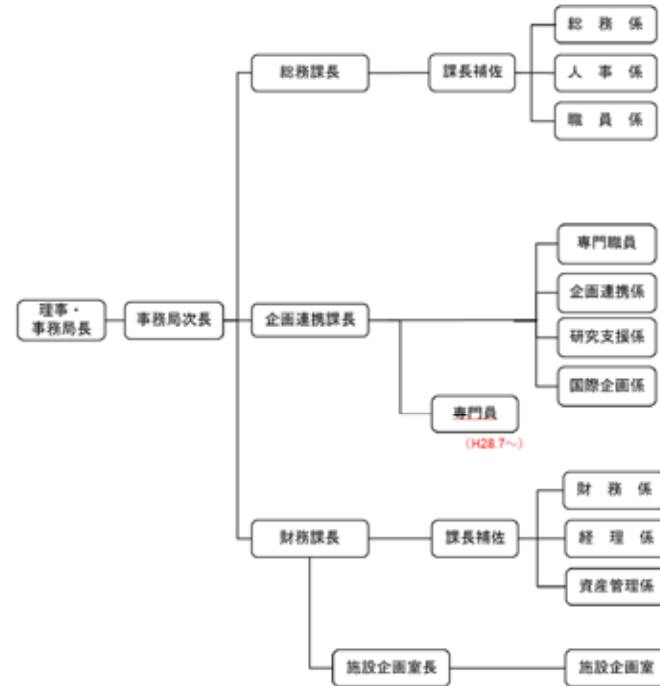 総 務 係
総務課長
課長補佐
人 事 係
職 員 係
専門職員
企画連携係
理事・
事務局長
事務局次長
企画連携課長
研究支援係
国際企画係
専門員
(H28.7～)
財 務 係
財務課長
課長補佐
経 理 係
資産管理係
施設企画室長
施設企画室